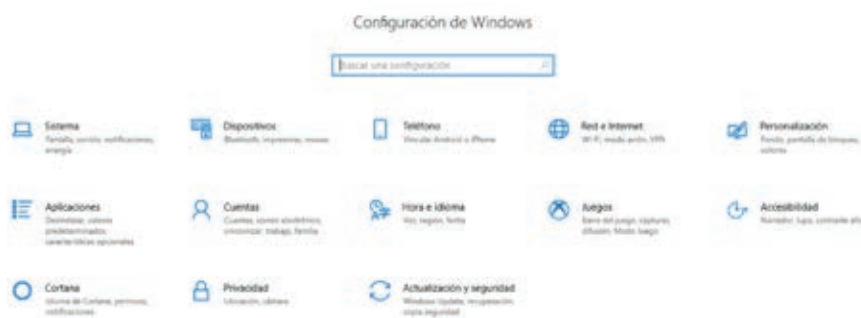 Configuración de Windows
Buscar una configuración
Sistema
Pantalla, sonido, notificaciones,
energía
Dispositivos
Bluetooth, impresoras, mouse
Teléfono
Vincular Android o iPhone
Red e Internet
Wi-Fi, modo avión, VPN
Personalización
Fondo, pantalla de bloqueo,
colores
Aplicaciones
Desinstalar, valores
predeterminados,
características opcionales
Cuentas
Cuentas, correo electrónico,
sincronizar, trabajo, familia
Hora e idioma
Voz, región, fecha
Juegos
Barra del juego, capturas,
difusión, Modo Juego
Accesibilidad
Narrador, lupa, contraste
Cortana
Idioma de Cortana, permisos,
notificaciones
Privacidad
Ubicación, cámara
Actualización y seguridad
Windows Update, recuperación,
copia seguridad